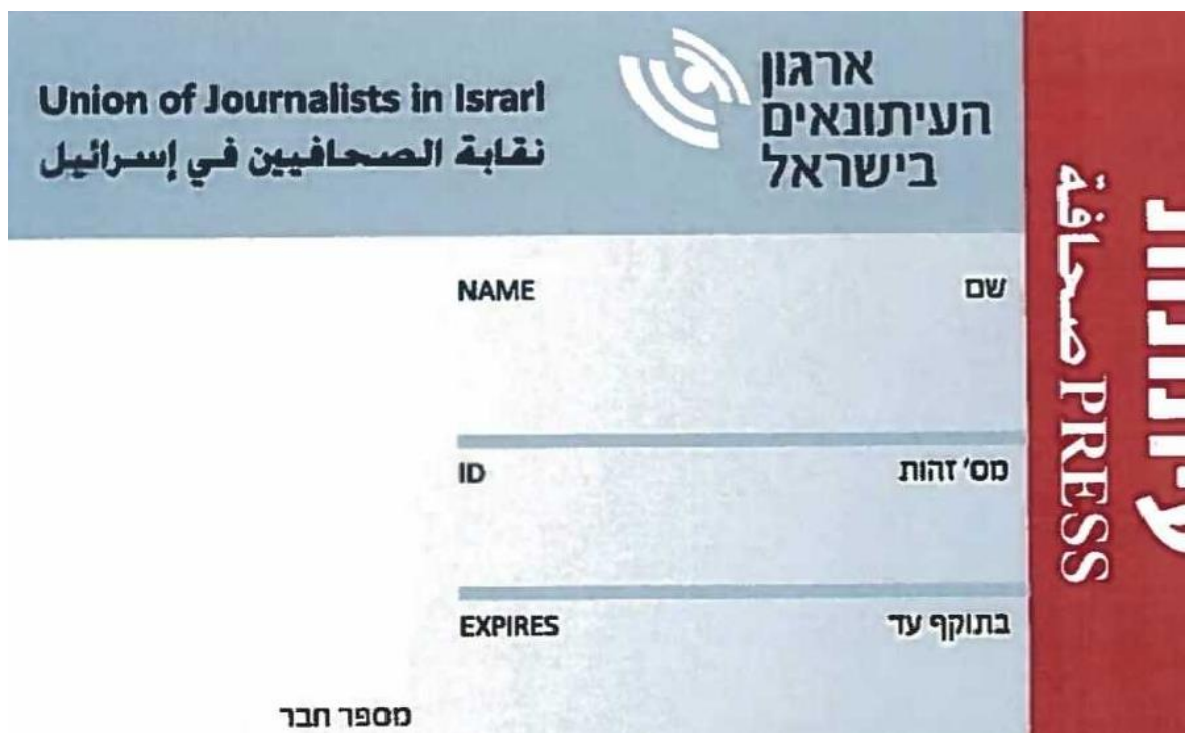 Union of Journalists in Israrl
نقابة الصحافيين في إسرائيل
ארגון
העיתונאים
בישראל
NAME
שם
ID
מס' זהות
EXPIRES
בתוקף עד
מספר חבר
صحافة PRESS